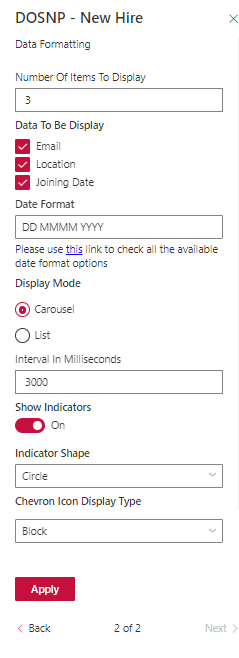 DOSNP - New Hire
Data Formatting
Number Of Items To Display
3
Data To Be Display
Email
Location
Joining Date
Date Format
DD MMMM YYYY
Please use this link to check all the available
date format options
Display Mode
Carousel
List
Interval In Milliseconds
3000
Show Indicators
On
Indicator Shape
Circle
Chevron Icon Display Type
Block
Apply
Back 2 of 2 Next